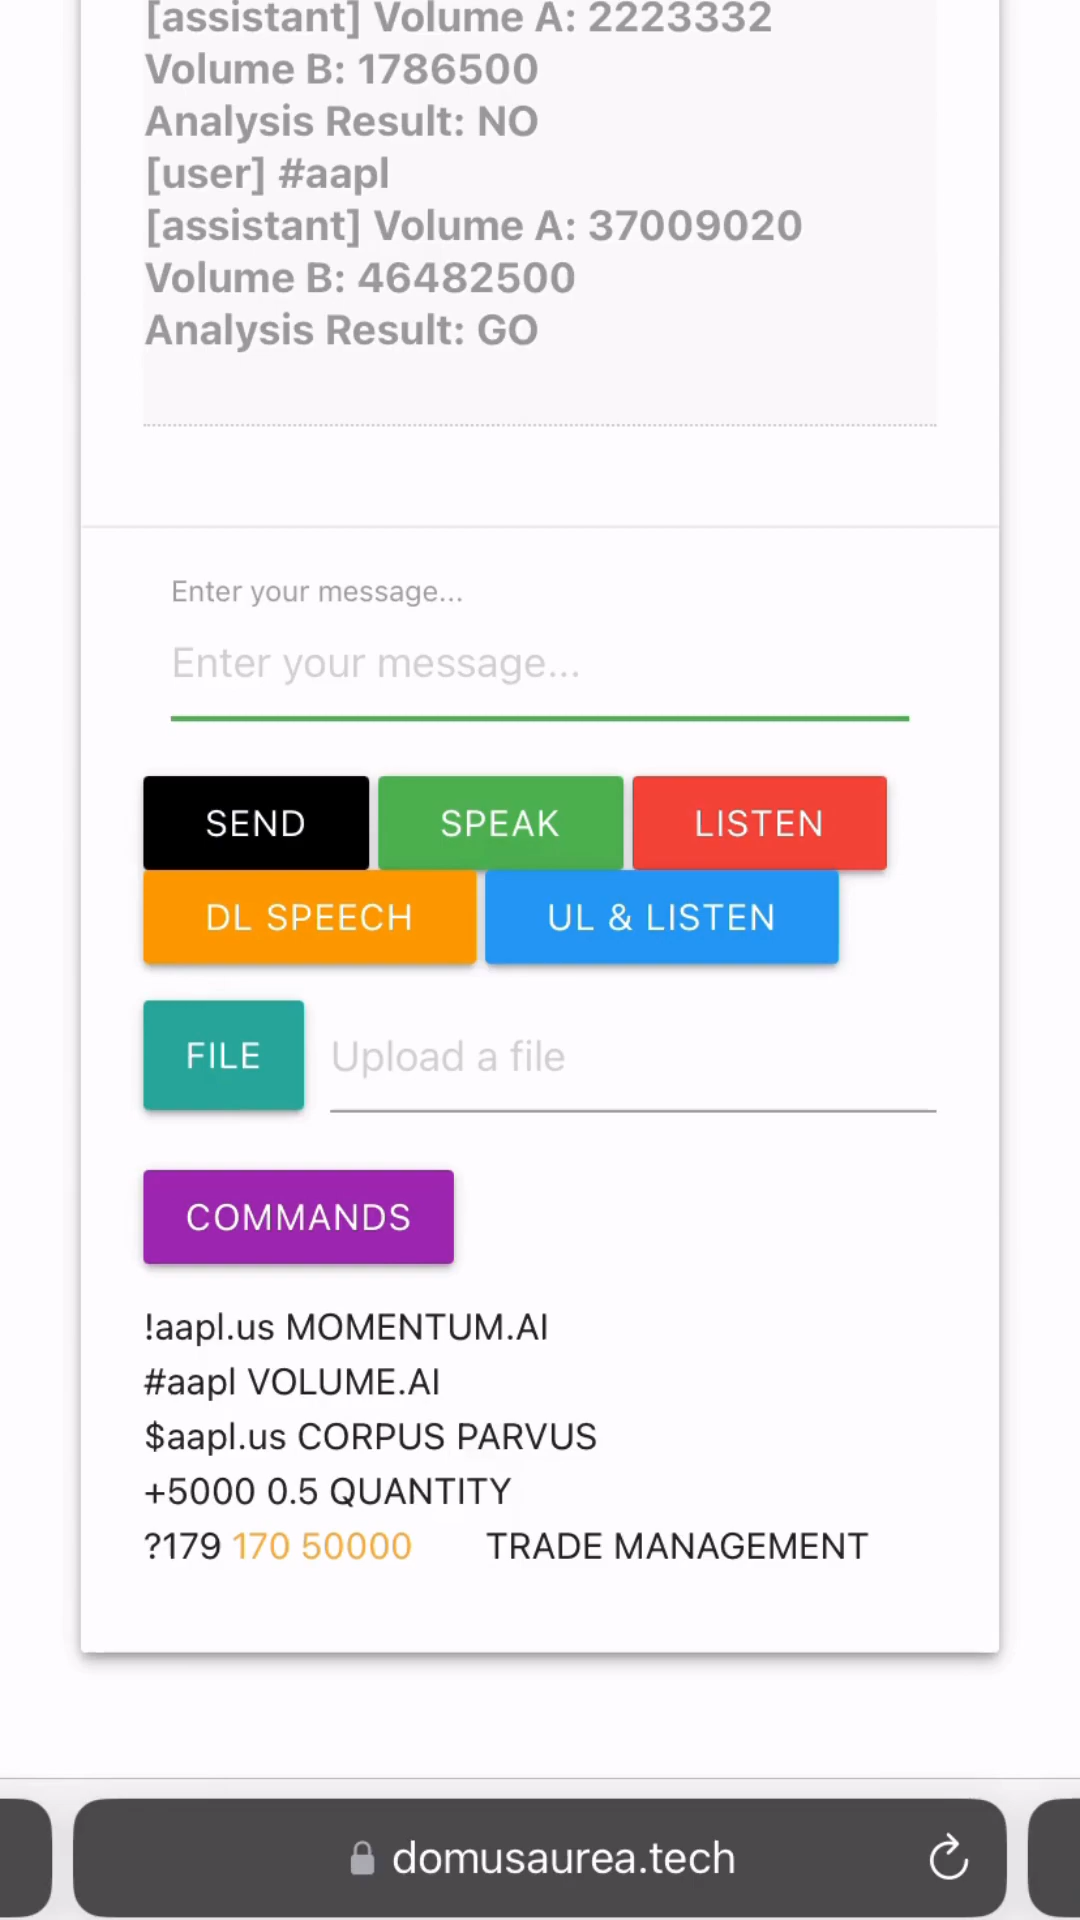 [assistant] Volume A: 2223332
Volume B: 1786500
Analysis Result: NO
[user] #aapl
[assistant] Volume A: 37009020
Volume B: 46482500
Analysis Result: GO
Enter your message...
Enter your message...
SEND SPEAK LISTEN
DL SPEECH UL & LISTEN
FILE Upload a file
COMMANDS
!aapl.us MOMENTUM.AI
#aapl VOLUME.AI
$aapl.us CORPUS PARVUS
+5000 0.5 QUANTITY
?179 170 50000 TRADE MANAGEMENT
domusaurea.tech